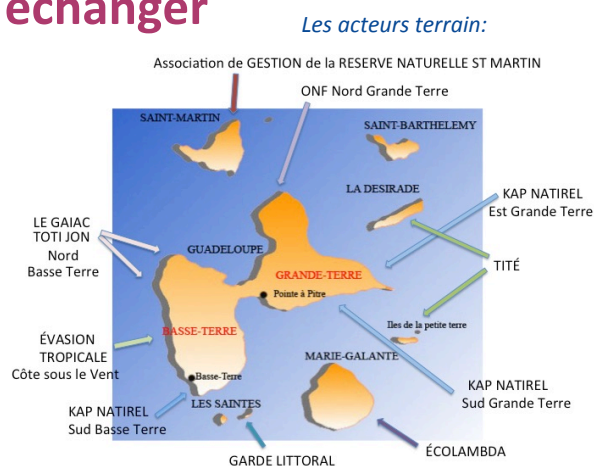 échanger
Les acteurs terrain:
Association de GESTION de la RESERVE NATURELLE ST MARTIN
ONF Nord Grande Terre
SAINT-MARTIN
SAINT-BARTHELEMY
LA DESIRADE
KAP NATIREL
Est Grande Terre
LE GAIAC
TOTI JON
Nord
Basse Terre
GUADELOUPE
GRANDE-TERRE
TITÉ
Pointe à Pitre
BASSE-TERRE
Iles de la petite terre
ÉVASION
TROPICALE
Côte sous le Vent
MARIE-GALANTE
Basse-Terre
KAP NATIREL
Sud Grande Terre
LES SAINTES
KAP NATIREL
Sud Basse Terre
ÉCOLAMBDA
GARDE LITTORAL